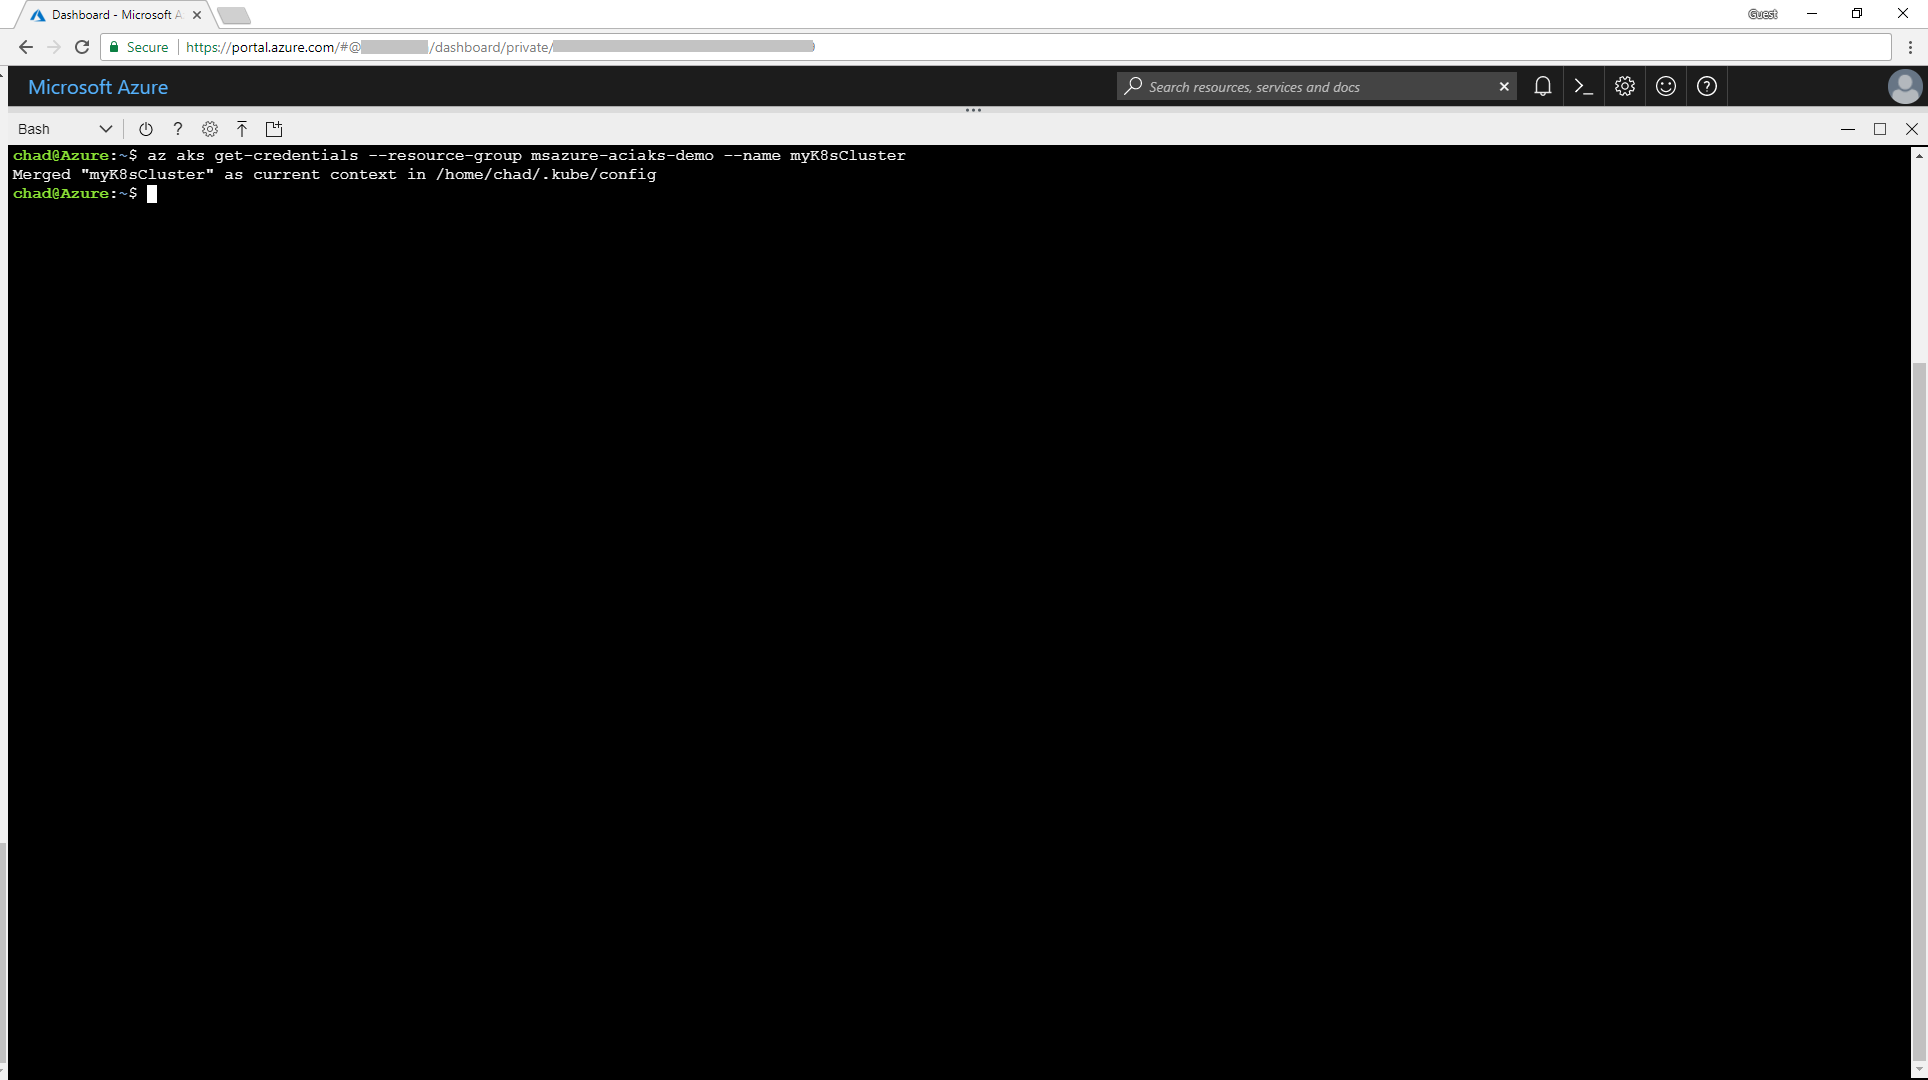 Dashboard - Microsoft A
Guest
Secure https://portal.azure.com/#@ /dashboard/private/
Microsoft Azure
Search resources, services and docs
Bash
chad@Azure:~$ az aks get-credentials --resource-group msazure-aciaks-demo --name myK8sCluster
Merged "myK8sCluster" as current context in /home/chad/.kube/config
chad@Azure:~$